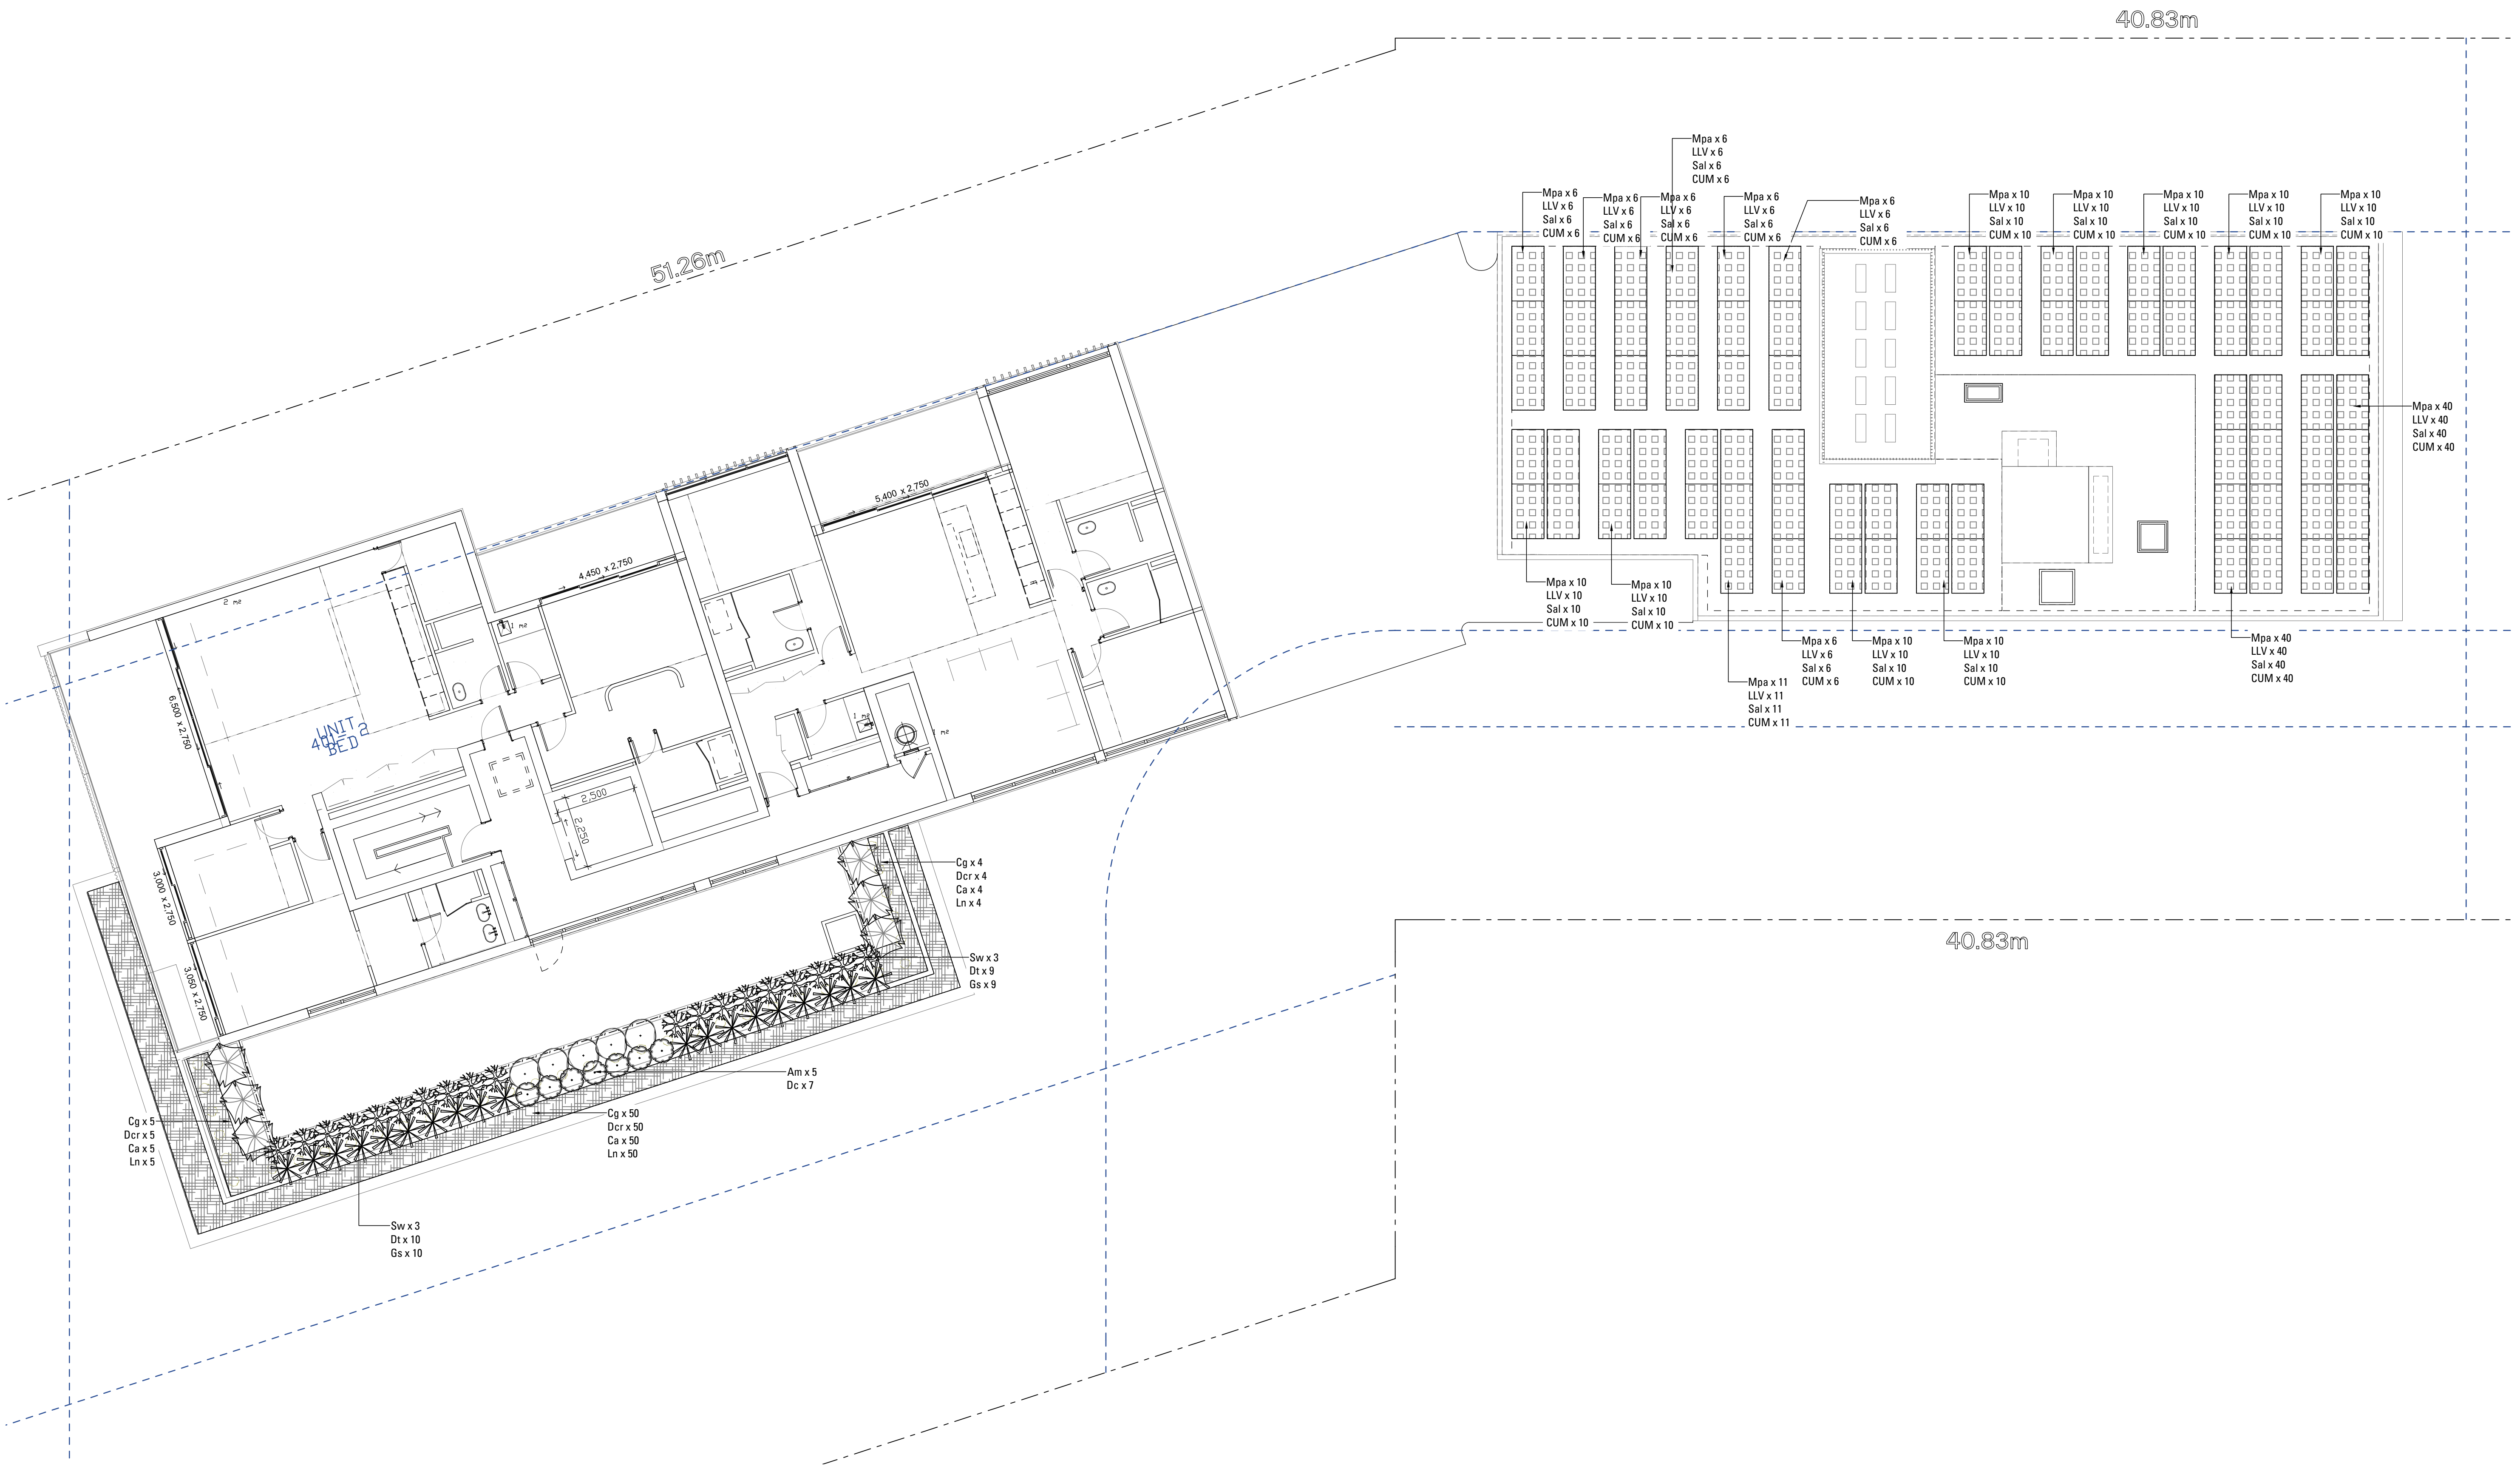 40.83m
51.26m
Mpa x 6
LLV x 6
Sal x 6
CUM x 6
Mpa x 6
LLV x 6
Sal x 6
CUM x 6
Mpa x 6
LLV x 6
Sal x 6
CUM x 6
Mpa x 6
LLV x 6
Sal x 6
CUM x 6
Mpa x 6
LLV x 6
Sal x 6
CUM x 6
Mpa x 6
LLV x 6
Sal x 6
CUM x 6
Mpa x 10
LLV x 10
Sal x 10
CUM x 10
Mpa x 10
LLV x 10
Sal x 10
CUM x 10
Mpa x 10
LLV x 10
Sal x 10
CUM x 10
Mpa x 10
LLV x 10
Sal x 10
CUM x 10
Mpa x 10
LLV x 10
Sal x 10
CUM x 10
Mpa x 40
LLV x 40
Sal x 40
CUM x 40
Mpa x 10
LLV x 10
Sal x 10
CUM x 10
Mpa x 10
LLV x 10
Sal x 10
CUM x 10
Mpa x 11
LLV x 11
Sal x 11
CUM x 11
Mpa x 6
LLV x 6
Sal x 6
CUM x 6
Mpa x 10
LLV x 10
Sal x 10
CUM x 10
Mpa x 10
LLV x 10
Sal x 10
CUM x 10
Mpa x 40
LLV x 40
Sal x 40
CUM x 40
5,400 x 2,750
4,450 x 2,750
2 m2
1 m2
6,500 x 2,750
UNIT
2 BED
1 m2
1 m2
2,500
2,250
3,000 x 2,750
3,050 x 2,750
Cg x 4
Dcr x 4
Ca x 4
Ln x 4
40.83m
Sw x 3
Dt x 9
Gs x 9
Am x 5
Dc x 7
Cg x 50
Dcr x 50
Ca x 50
Ln x 50
Cg x 5
Dcr x 5
Ca x 5
Ln x 5
Sw x 3
Dt x 10
Gs x 10